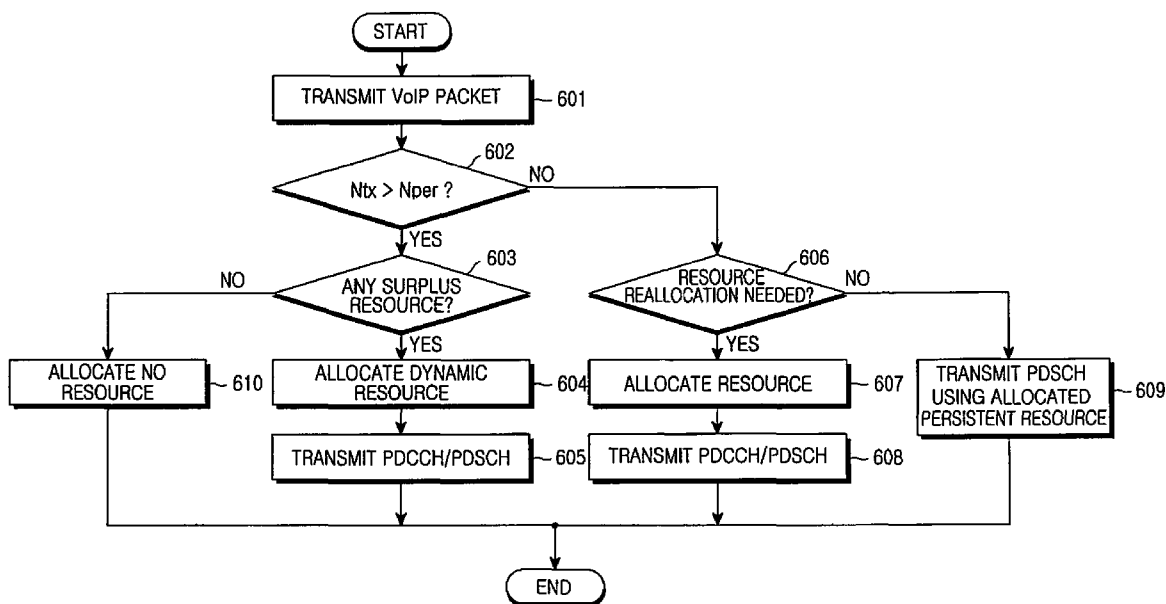 START
TRANSMIT VoIP PACKET
601
602
Ntx > Nper ?
NO
YES
603
NO
ANY SURPLUS
RESOURCE?
606
RESOURCE
REALLOCATION NEEDED?
NO
YES
YES
ALLOCATE NO
RESOURCE
610
ALLOCATE DYNAMIC
RESOURCE
604
ALLOCATE RESOURCE
607
TRANSMIT PDSCH
USING ALLOCATED
PERSISTENT RESOURCE
609
TRANSMIT PDCCH/PDSCH
605
TRANSMIT PDCCH/PDSCH
608
END